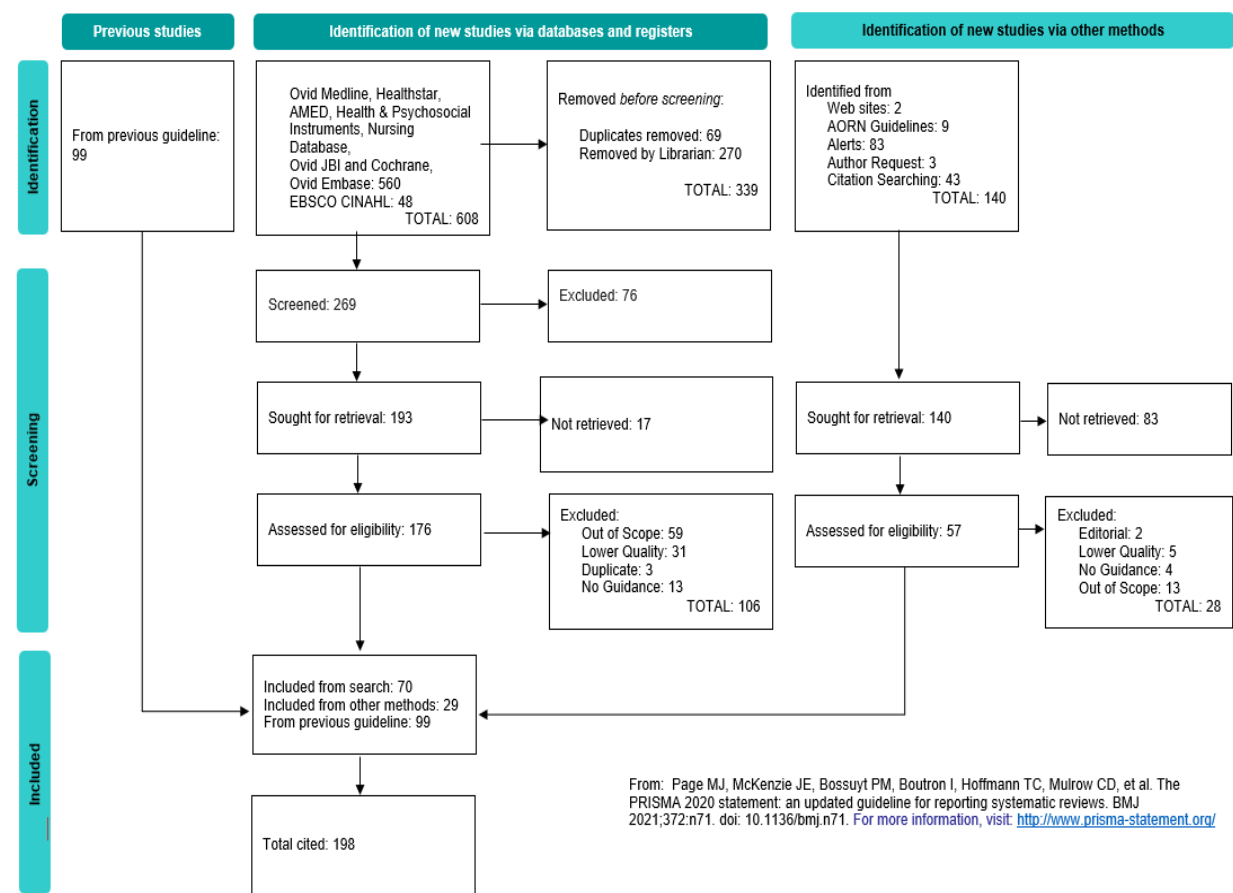 Previous studies
Identification of new studies via databases and registers
Identification of new studies via other methods
Identification
From previous guideline:
99
Ovid Medline, Healthstar,
AMED, Health & Psychosocial
Instruments, Nursing
Database,
Ovid JBI and Cochrane,
Ovid Embase: 560
EBSCO CINAHL: 48
TOTAL: 608
Removed before screening:
Duplicates removed: 69
Removed by Librarian: 270
TOTAL: 339
Identified from
Web sites: 2
AORN Guidelines: 9
Alerts: 83
Author Request: 3
Citation Searching: 43
TOTAL: 140
Screening
Screened: 269
Excluded: 76
Sought for retrieval: 193
Not retrieved: 17
Sought for retrieval: 140
Not retrieved: 83
Assessed for eligibility: 176
Excluded:
Out of Scope: 59
Lower Quality: 31
Duplicate: 3
No Guidance: 13
TOTAL: 106
Assessed for eligibility: 57
Excluded:
Editorial: 2
Lower Quality: 5
No Guidance: 4
Out of Scope: 13
TOTAL: 28
Included
Included from search: 70
Included from other methods: 29
From previous guideline: 99
Total cited: 198
From: Page MJ, McKenzie JE, Bossuyt PM, Boutron I, Hoffmann TC, Mulrow CD, et al. The
PRISMA 2020 statement: an updated guideline for reporting systematic reviews. BMJ
2021;372:n71. doi: 10.1136/bmj.n71. For more information, visit: http://www.prisma-statement.org/